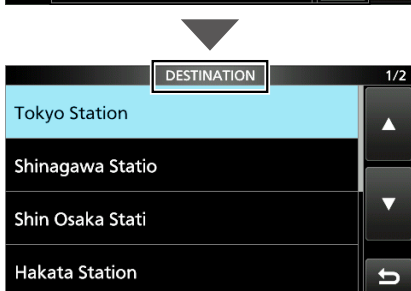 DESTINATION
1/2
Tokyo Station
Shinagawa Statio
Shin Osaka Stati
Hakata Station